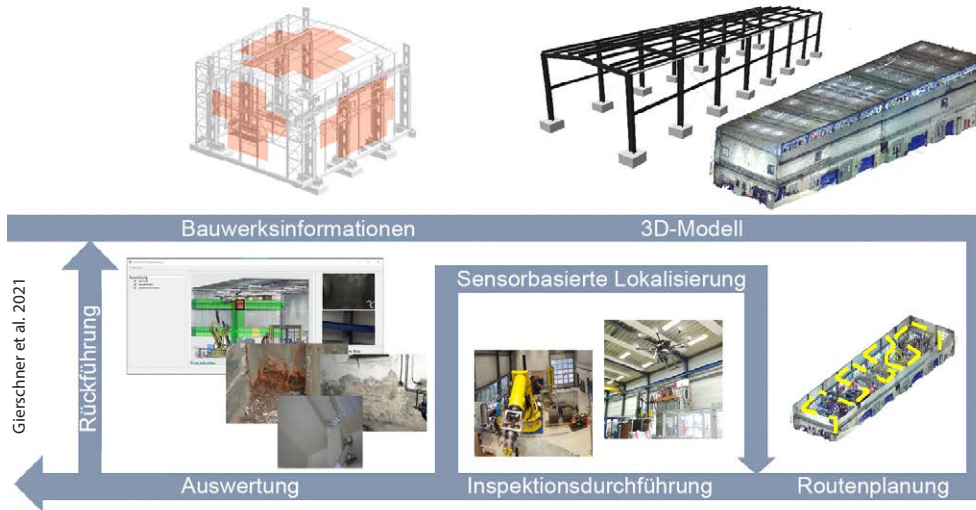 Bauwerksinformationen
3D-Modell
Sensorbasierte Lokalisierung
Rückführung
Gierschner et al. 2021
Auswertung
Inspektionsdurchführung
Routenplanung